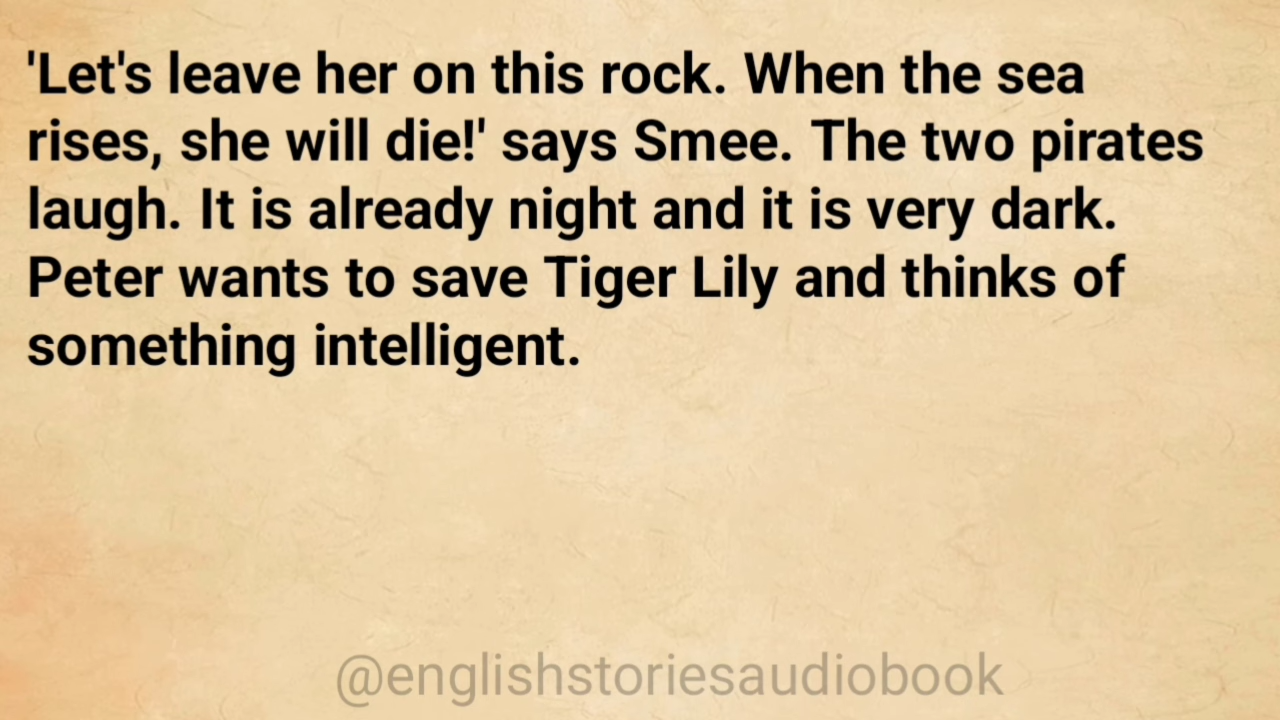 'Let's leave her on this rock. When the sea
rises, she will die!' says Smee. The two pirates
laugh. It is already night and it is very dark.
Peter wants to save Tiger Lily and thinks of
something intelligent.
@englishstoriesaudiobook